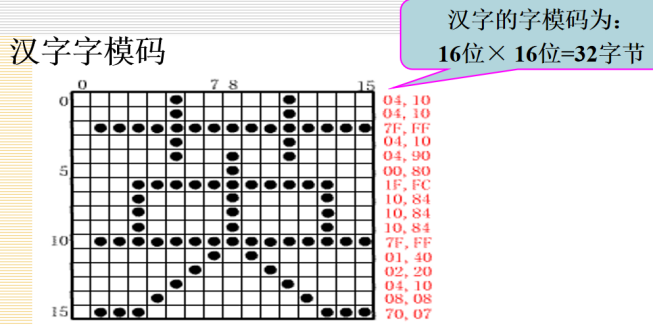 汉字的字模码为：
16位× 16位=32字节
汉字字模码
0 7 8 15
0 04, 10
04, 10
7F, FF
04, 10
04, 90
5 00, 80
1F, FC
10, 84
10, 84
10, 84
10 7F, FF
01, 40
02, 20
04, 10
08, 08
15 70, 07